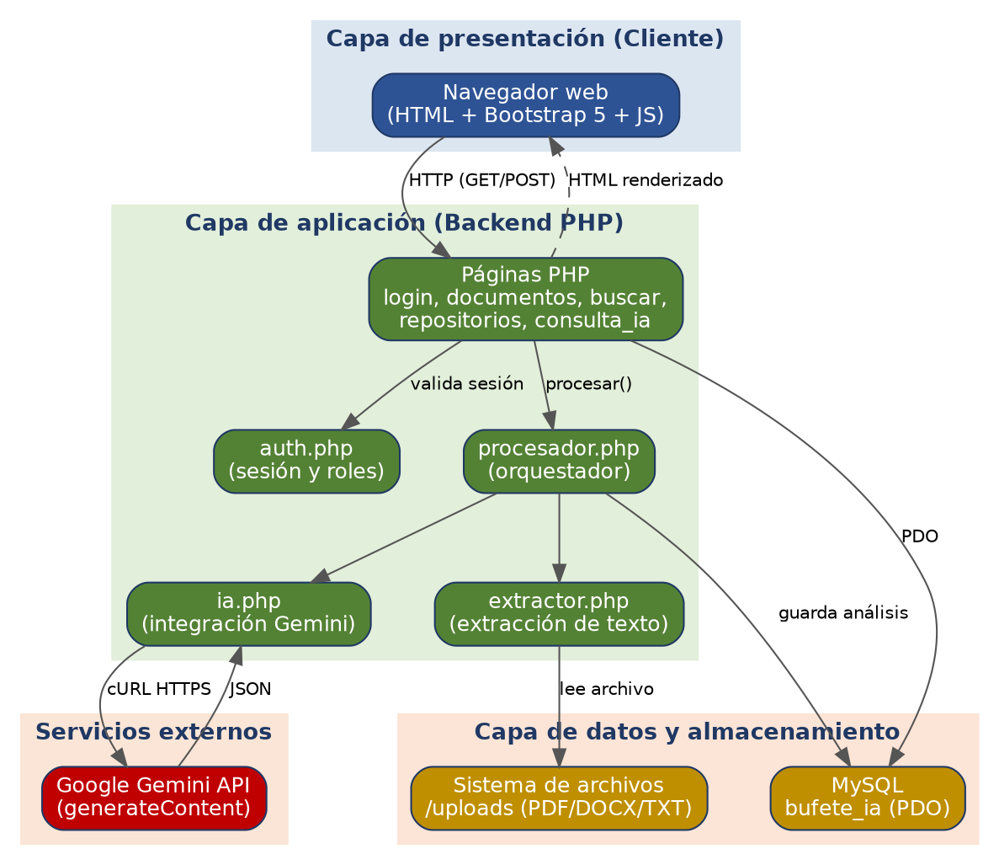 Capa de presentación (Cliente)
Navegador web
(HTML + Bootstrap 5 + JS)
HTTP (GET/POST)
HTML renderizado
Capa de aplicación (Backend PHP)
Páginas PHP
login, documentos, buscar,
repositorios, consulta_ia
valida sesión
procesar()
auth.php
(sesión y roles)
procesador.php
(orquestador)
PDO
ia.php
(integración Gemini)
extractor.php
(extracción de texto)
guarda análisis
cURL HTTPS
JSON
lee archivo
Servicios externos
Capa de datos y almacenamiento
Google Gemini API
(generateContent)
Sistema de archivos
/uploads (PDF/DOCX/TXT)
MySQL
bufete_ia (PDO)